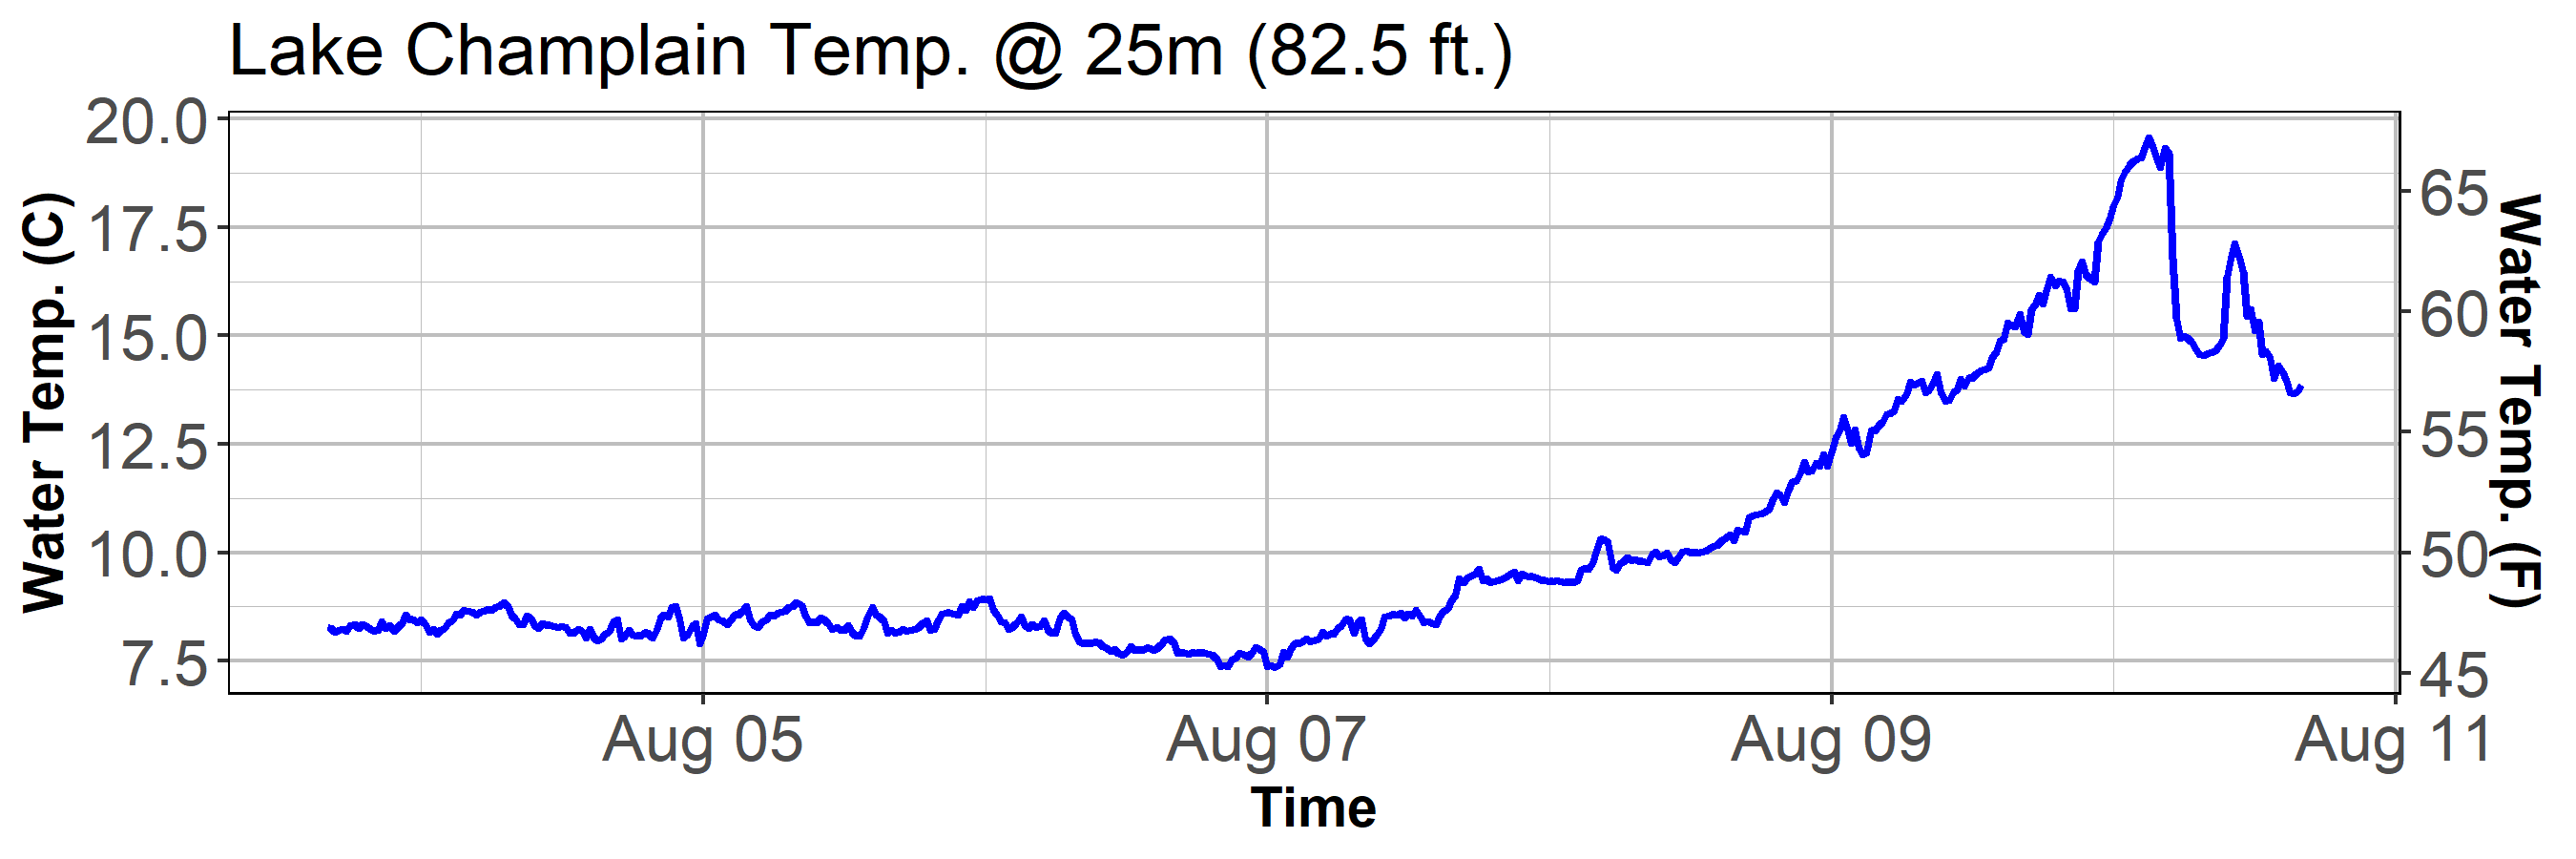 Lake Champlain Temp. @ 25m (82.5 ft.)
Water Temp. (C)
20.0
17.5
15.0
12.5
10.0
7.5
65
60
55
50
45
Water Temp. (F)
Aug 05 Aug 07 Aug 09 Aug 11
Time